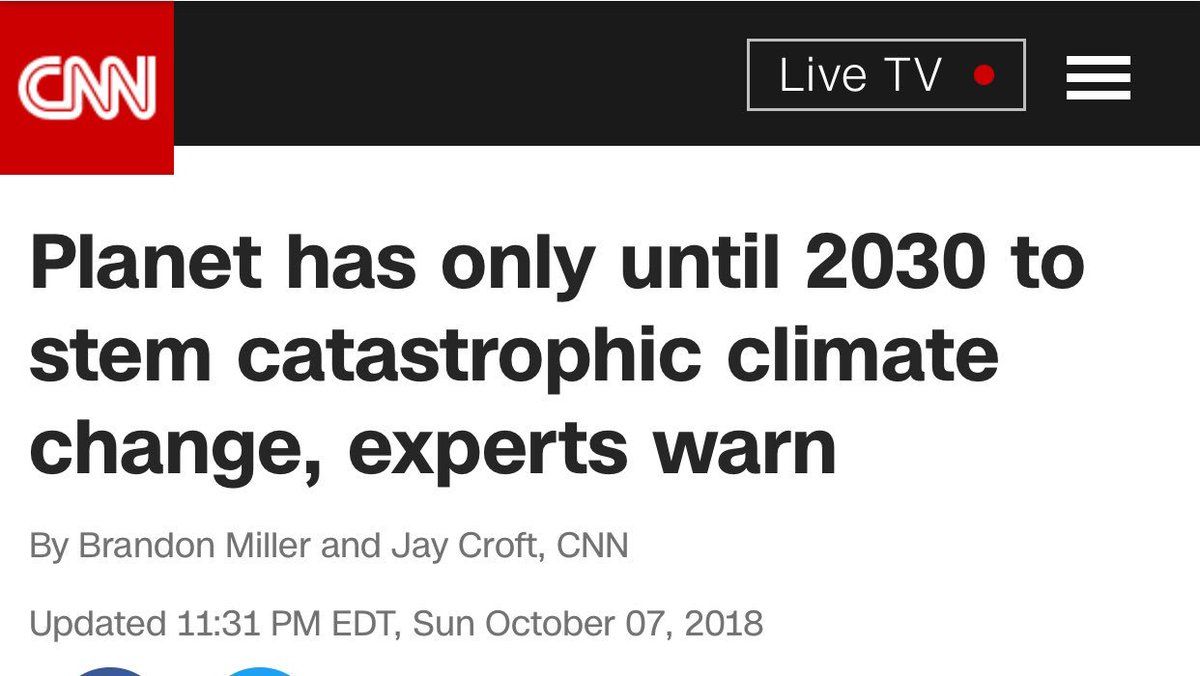 CNN
Live TV
Planet has only until 2030 to
stem catastrophic climate
change, experts warn
By Brandon Miller and Jay Croft, CNN
Updated 11:31 PM EDT, Sun October 07, 2018